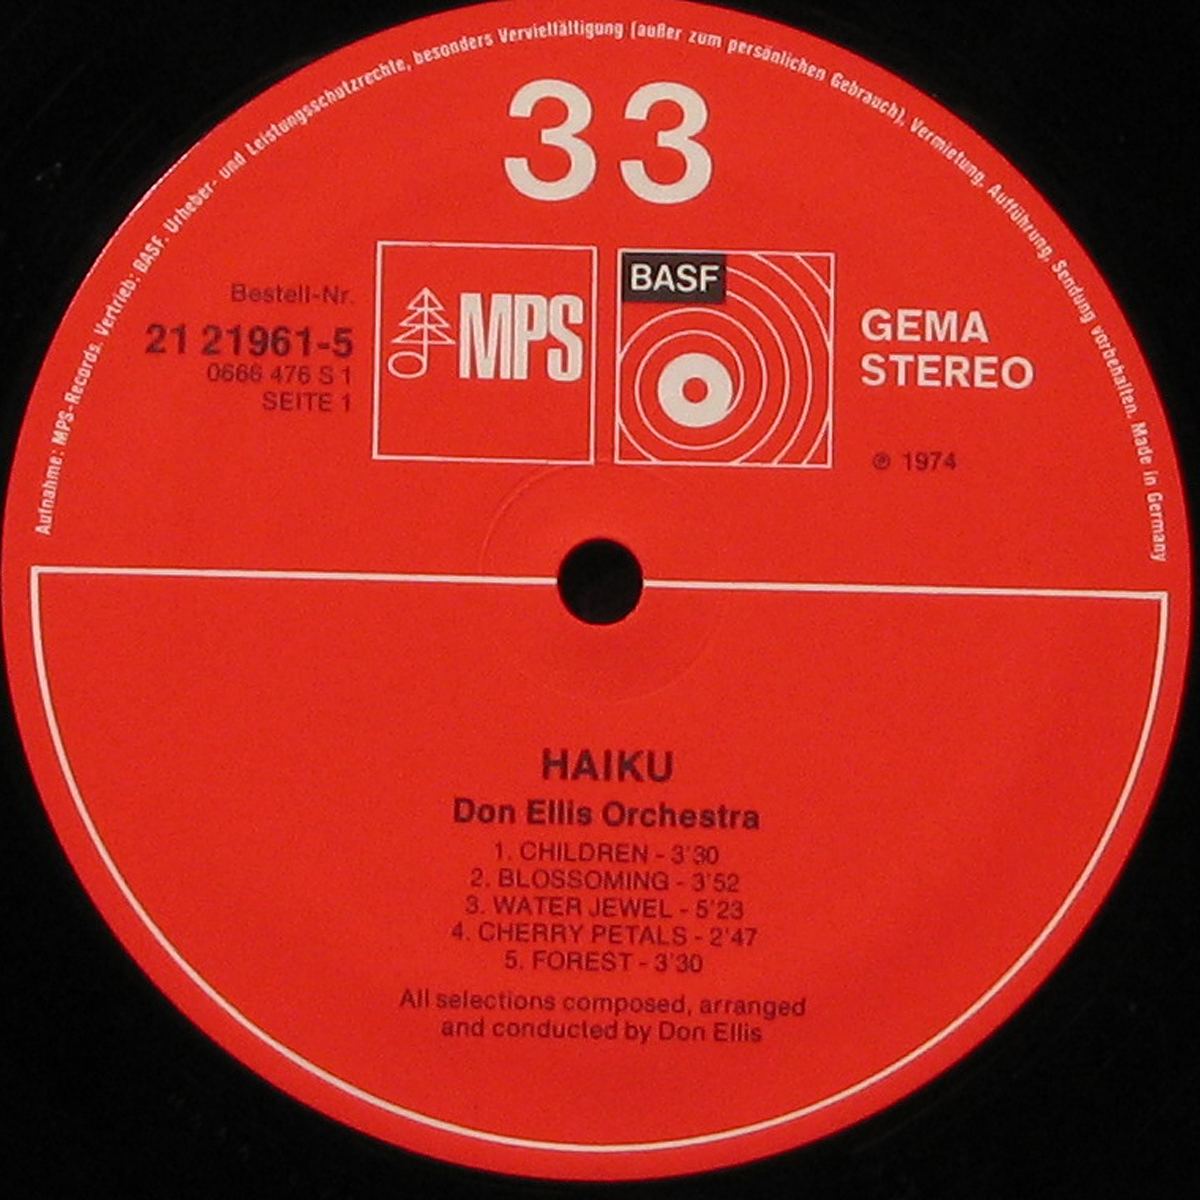 Aufnahme: MPS-Records. Vertrieb: BASF. Urheber- und Leistungsschutzrechte, besonders Vervielfältigung (außer zum persönlichen Gebrauch), Vermietung, Aufführung, Sendung vorbehalten. Made in Germany
33
Bestell-Nr.
21 21961-5
0666 476 S 1
SEITE 1
MPS
BASF
GEMA
STEREO
℗ 1974
HAIKU
Don Ellis Orchestra
1. CHILDREN - 3'30
2. BLOSSOMING - 3'52
3. WATER JEWEL - 5'23
4. CHERRY PETALS - 2'47
5. FOREST - 3'30
All selections composed, arranged
and conducted by Don Ellis